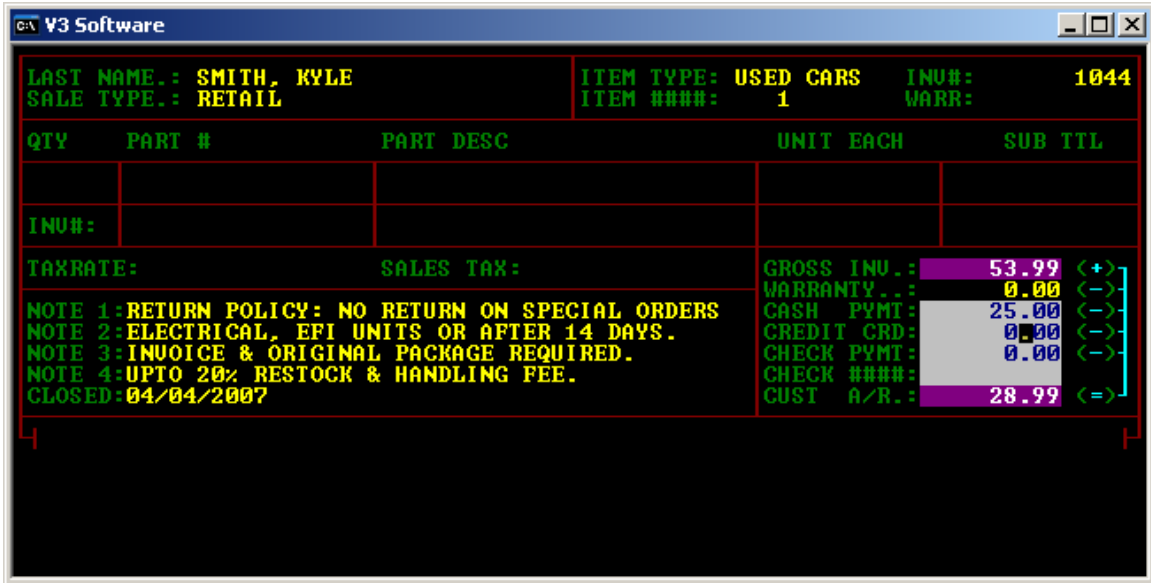 V3 Software
LAST NAME.: SMITH, KYLE ITEM TYPE: USED CARS INV#: 1044
SALE TYPE.: RETAIL ITEM ####: 1 WARR:
QTY PART # PART DESC UNIT EACH SUB TTL
INV#:
TAXRATE: SALES TAX: GROSS INV.: 53.99 (+)
WARRANTY..: 0.00 (-)
NOTE 1:RETURN POLICY: NO RETURN ON SPECIAL ORDERS CASH PYMT: 25.00 (-)
NOTE 2:ELECTRICAL, EFI UNITS OR AFTER 14 DAYS. CREDIT CRD: 0.00 (-)
NOTE 3:INVOICE & ORIGINAL PACKAGE REQUIRED. CHECK PYMT: 0.00 (-)
NOTE 4:UPTO 20% RESTOCK & HANDLING FEE. CHECK ####:
CLOSED:04/04/2007 CUST A/R.: 28.99 (=)